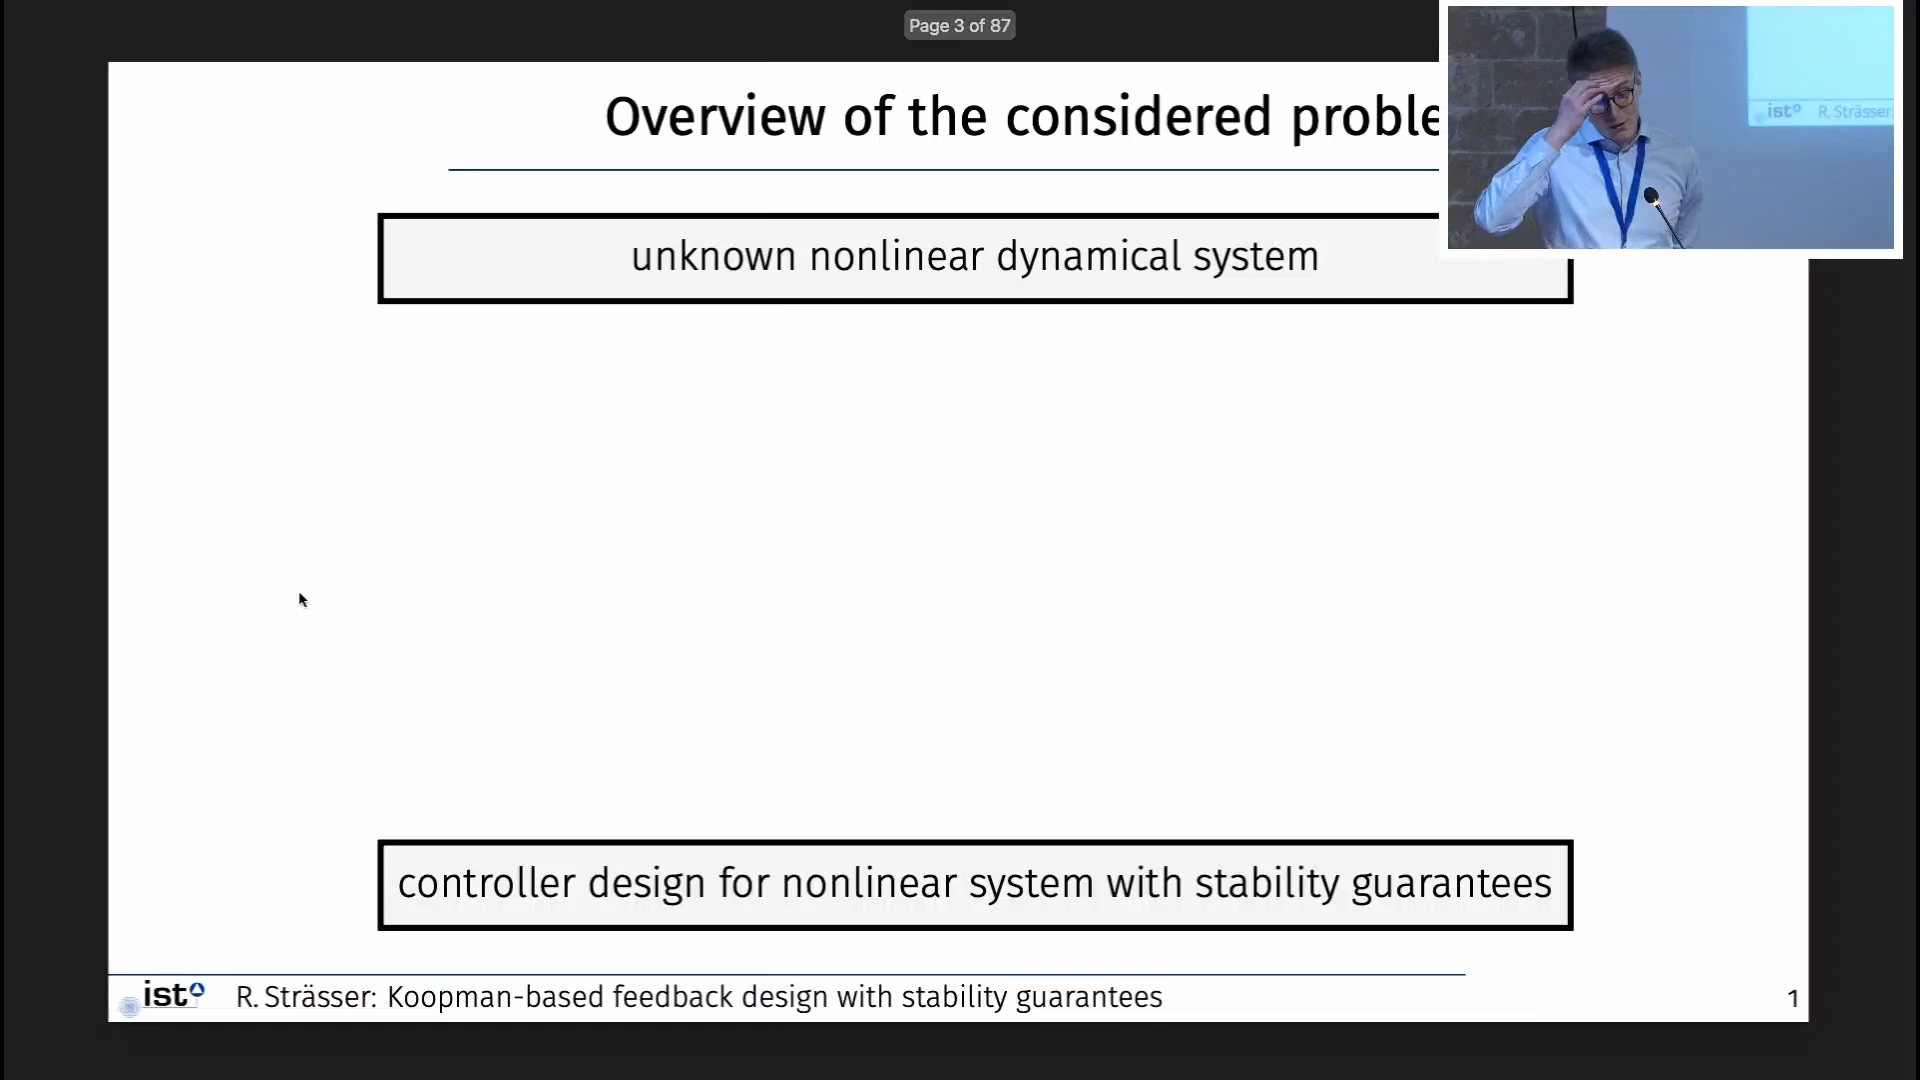 Page 3 of 87
Overview of the considered proble
unknown nonlinear dynamical system
controller design for nonlinear system with stability guarantees
ist
R. Strässer: Koopman-based feedback design with stability guarantees
1
ist
R. Strässer